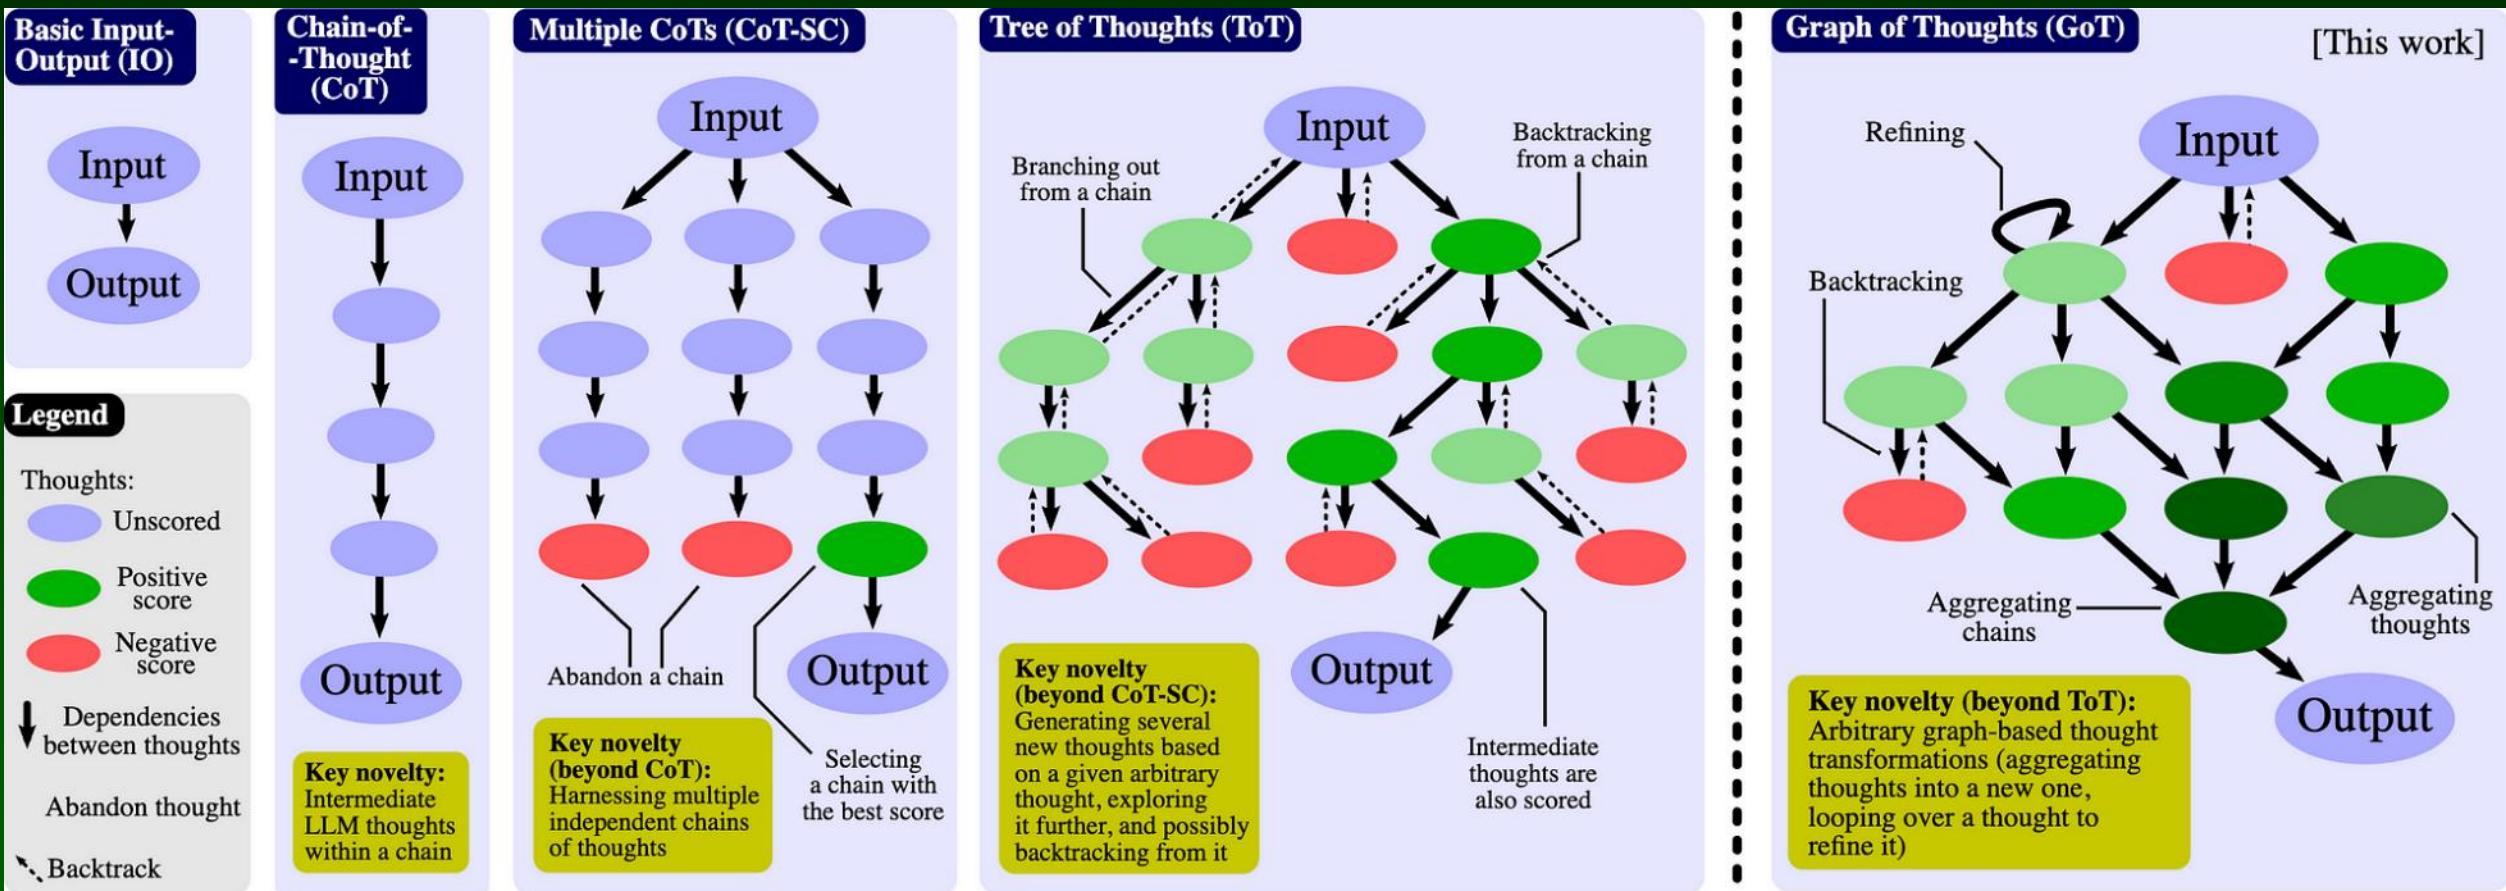 Basic Input-
Output (IO)
Input
Output
Legend
Thoughts:
Unscored
Positive
score
Negative
score
Dependencies
between thoughts
Abandon thought
Backtrack
Chain-of-
-Thought
(CoT)
Input
Output
Key novelty:
Intermediate
LLM thoughts
within a chain
Multiple CoTs (CoT-SC)
Input
Abandon a chain
Output
Key novelty
(beyond CoT):
Harnessing multiple
independent chains
of thoughts
Selecting
a chain with
the best score
Tree of Thoughts (ToT)
Input
Branching out
from a chain
Backtracking
from a chain
Output
Key novelty
(beyond CoT-SC):
Generating several
new thoughts based
on a given arbitrary
thought, exploring
it further, and possibly
backtracking from it
Intermediate
thoughts are
also scored
Graph of Thoughts (GoT)
[This work]
Input
Refining
Backtracking
Aggregating
chains
Aggregating
thoughts
Output
Key novelty (beyond ToT):
Arbitrary graph-based thought
transformations (aggregating
thoughts into a new one,
looping over a thought to
refine it)